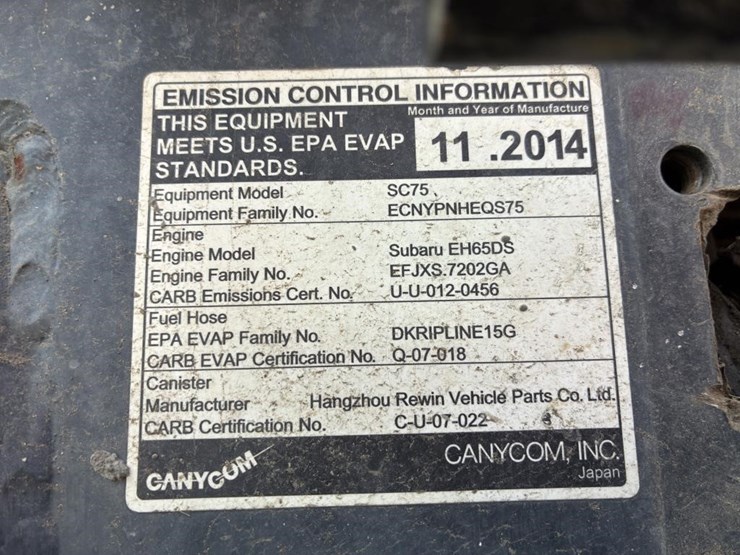 EMISSION CONTROL INFORMATION
THIS EQUIPMENT
MEETS U.S. EPA EVAP
STANDARDS.
Month and Year of Manufacture
11 .2014
Equipment Model SC75
Equipment Family No. ECNYPNHEQS75
Engine
Engine Model Subaru EH65DS
Engine Family No. EFJXS.7202GA
CARB Emissions Cert. No. U-U-012-0456
Fuel Hose
EPA EVAP Family No. DKRIPLINE15G
CARB EVAP Certification No. Q-07-018
Canister
Manufacturer Hangzhou Rewin Vehicle Parts Co. Ltd.
CARB Certification No. C-U-07-022
CANYCOM
CANYCOM, INC.
Japan